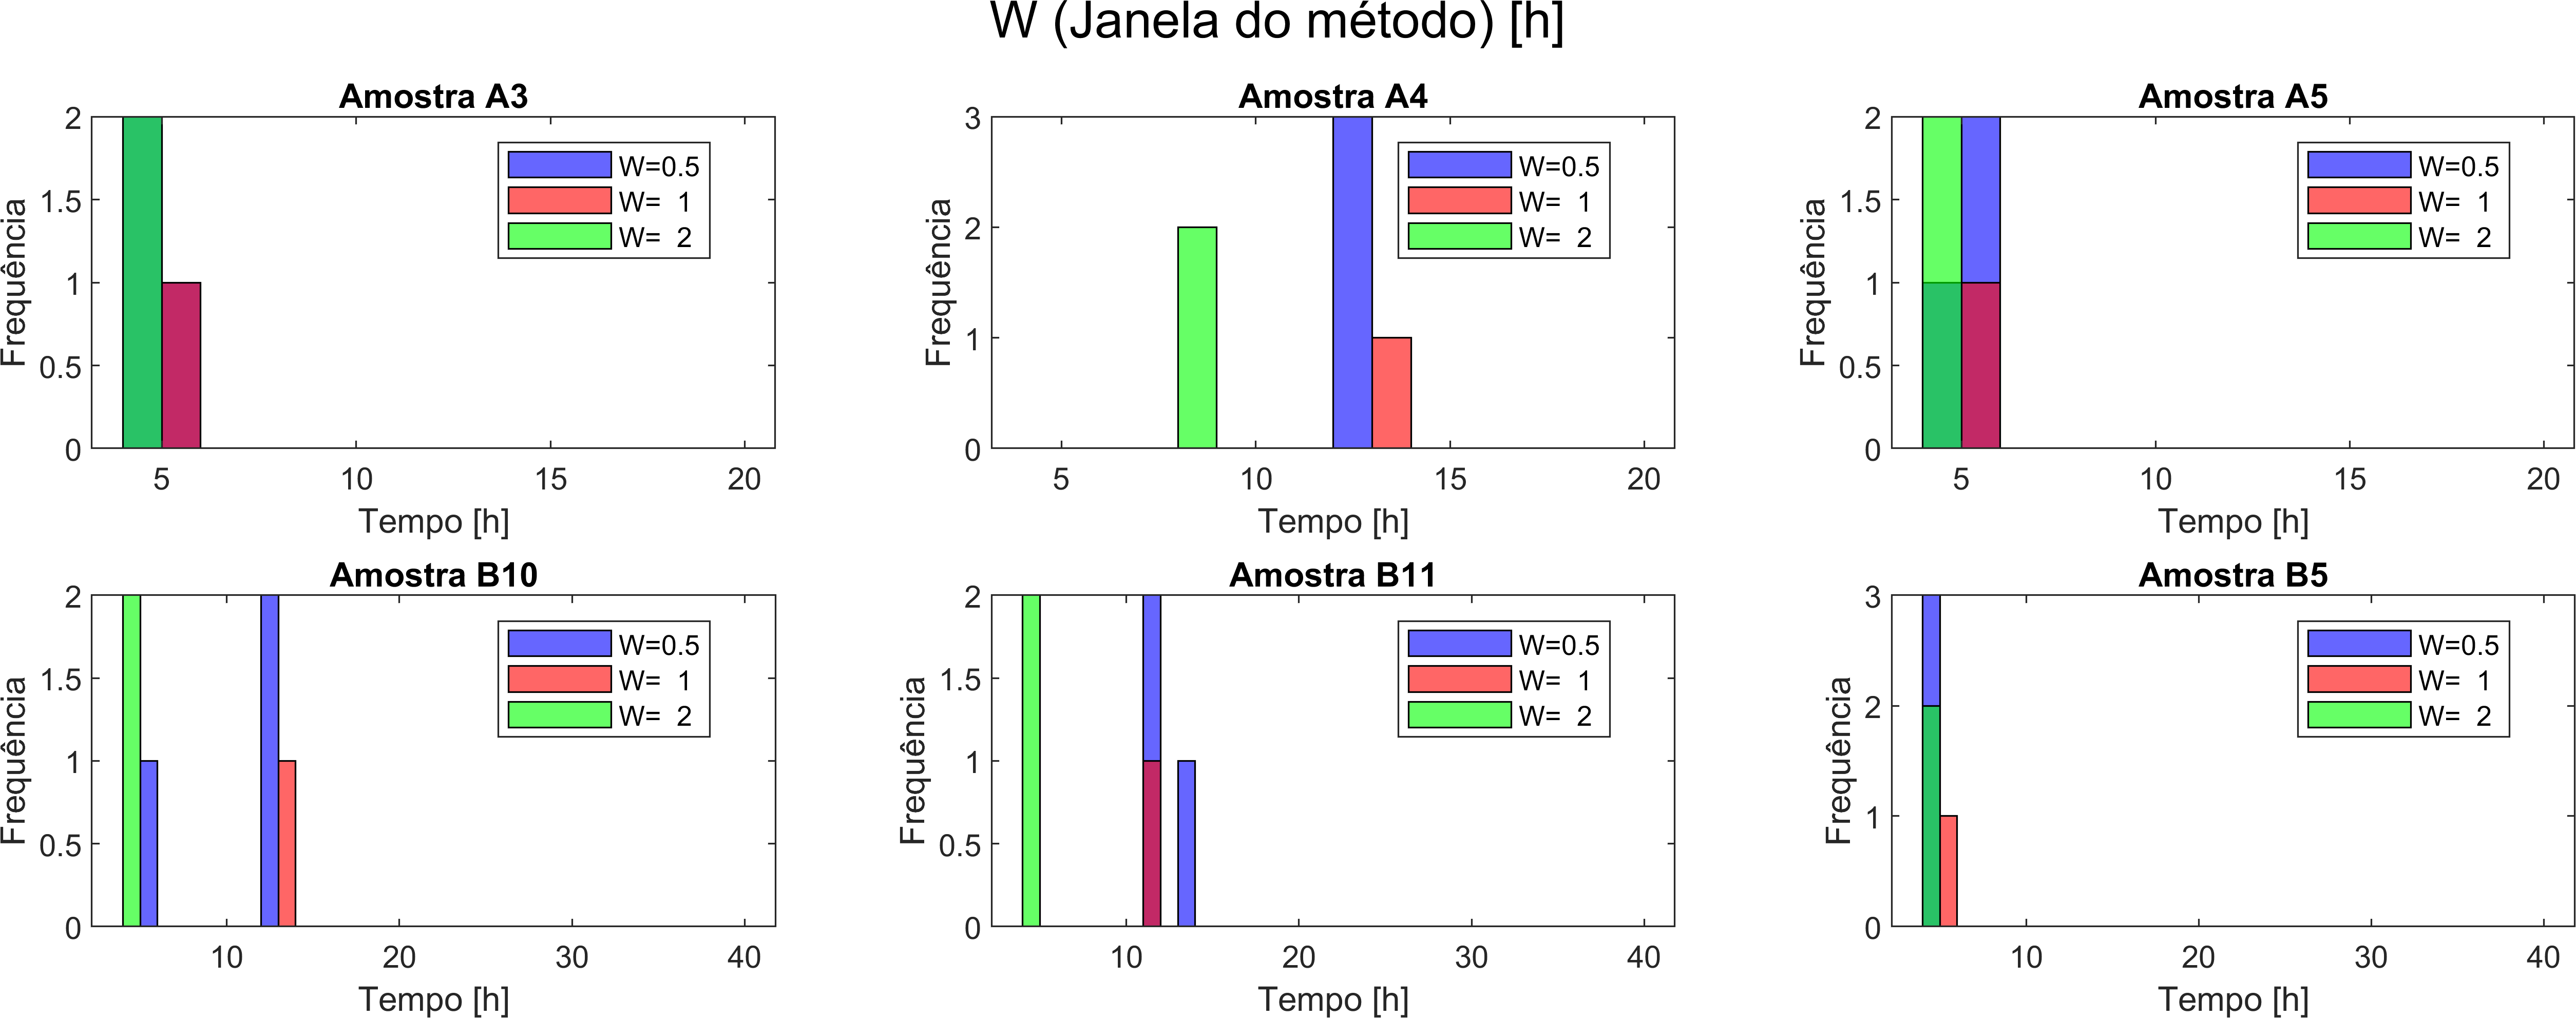 W (Janela do método) [h]
Amostra A3
2
1.5
1
0.5
0
Frequência
W=0.5
W= 1
W= 2
5 10 15 20
Tempo [h]
Amostra A4
3
2
1
0
Frequência
W=0.5
W= 1
W= 2
5 10 15 20
Tempo [h]
Amostra A5
2
1.5
1
0.5
0
Frequência
W=0.5
W= 1
W= 2
5 10 15 20
Tempo [h]
Amostra B10
2
1.5
1
0.5
0
Frequência
W=0.5
W= 1
W= 2
10 20 30 40
Tempo [h]
Amostra B11
2
1.5
1
0.5
0
Frequência
W=0.5
W= 1
W= 2
10 20 30 40
Tempo [h]
Amostra B5
3
2
1
0
Frequência
W=0.5
W= 1
W= 2
10 20 30 40
Tempo [h]